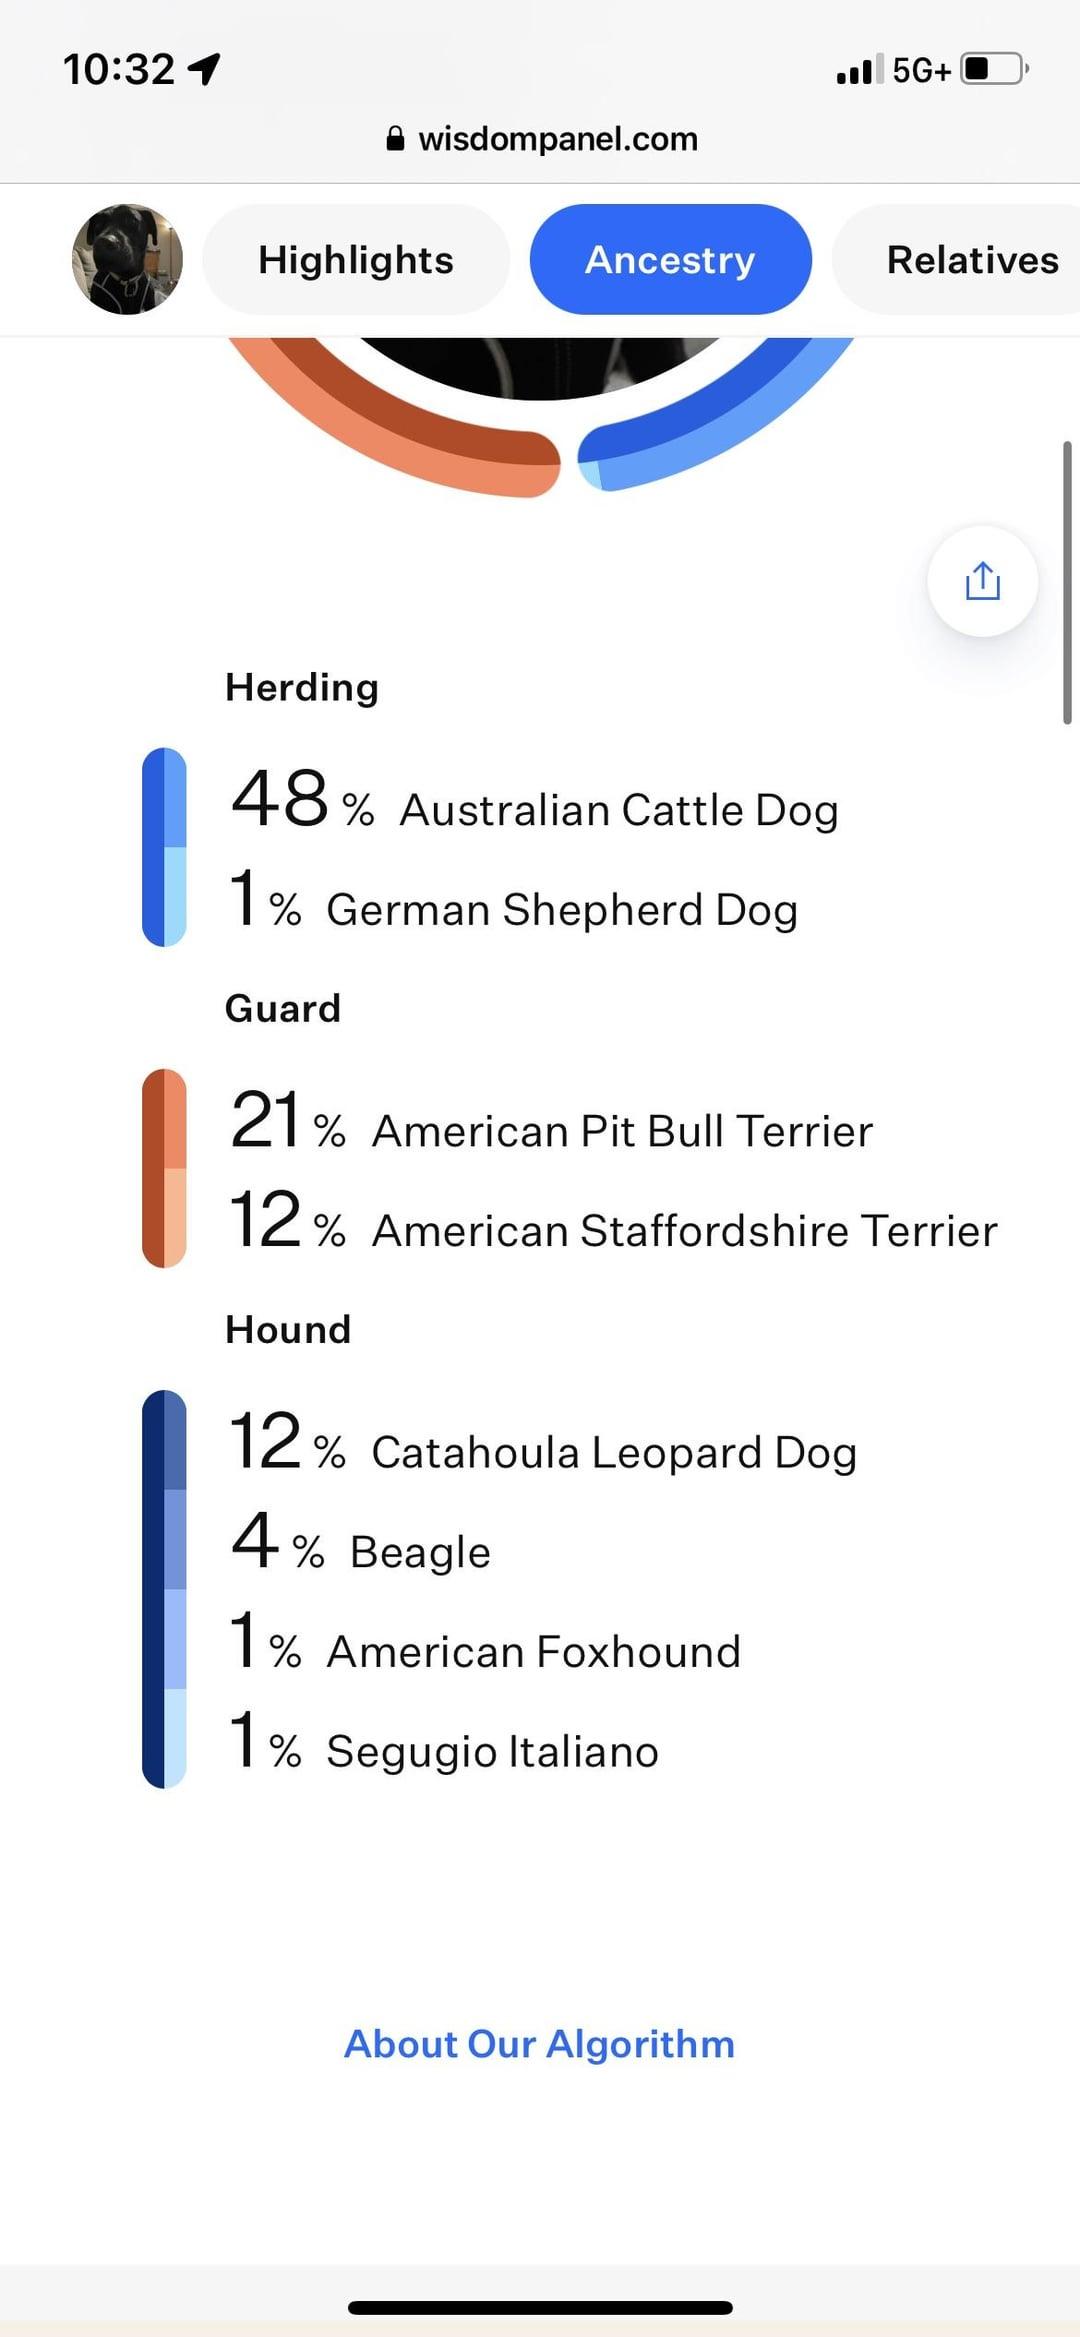 10:32
5G+
wisdompanel.com
Highlights
Ancestry
Relatives
Herding
48 % Australian Cattle Dog
1 % German Shepherd Dog
Guard
21 % American Pit Bull Terrier
12 % American Staffordshire Terrier
Hound
12 % Catahoula Leopard Dog
4 % Beagle
1 % American Foxhound
1 % Segugio Italiano
About Our Algorithm